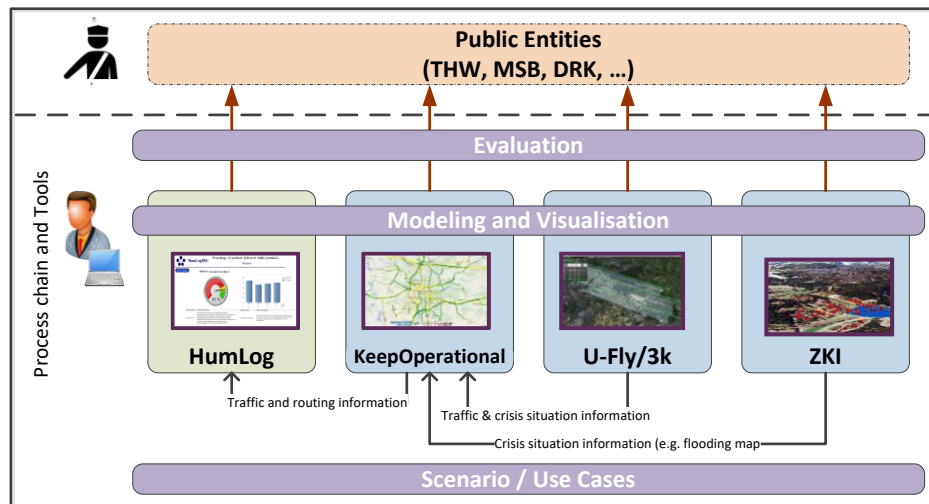 Public Entities
(THW, MSB, DRK, ...)
Evaluation
Modeling and Visualisation
Process chain and Tools
HumLog
KeepOperational
U-Fly/3k
ZKI
Traffic and routing information
Traffic & crisis situation information
Crisis situation information (e.g. flooding map
Scenario / Use Cases